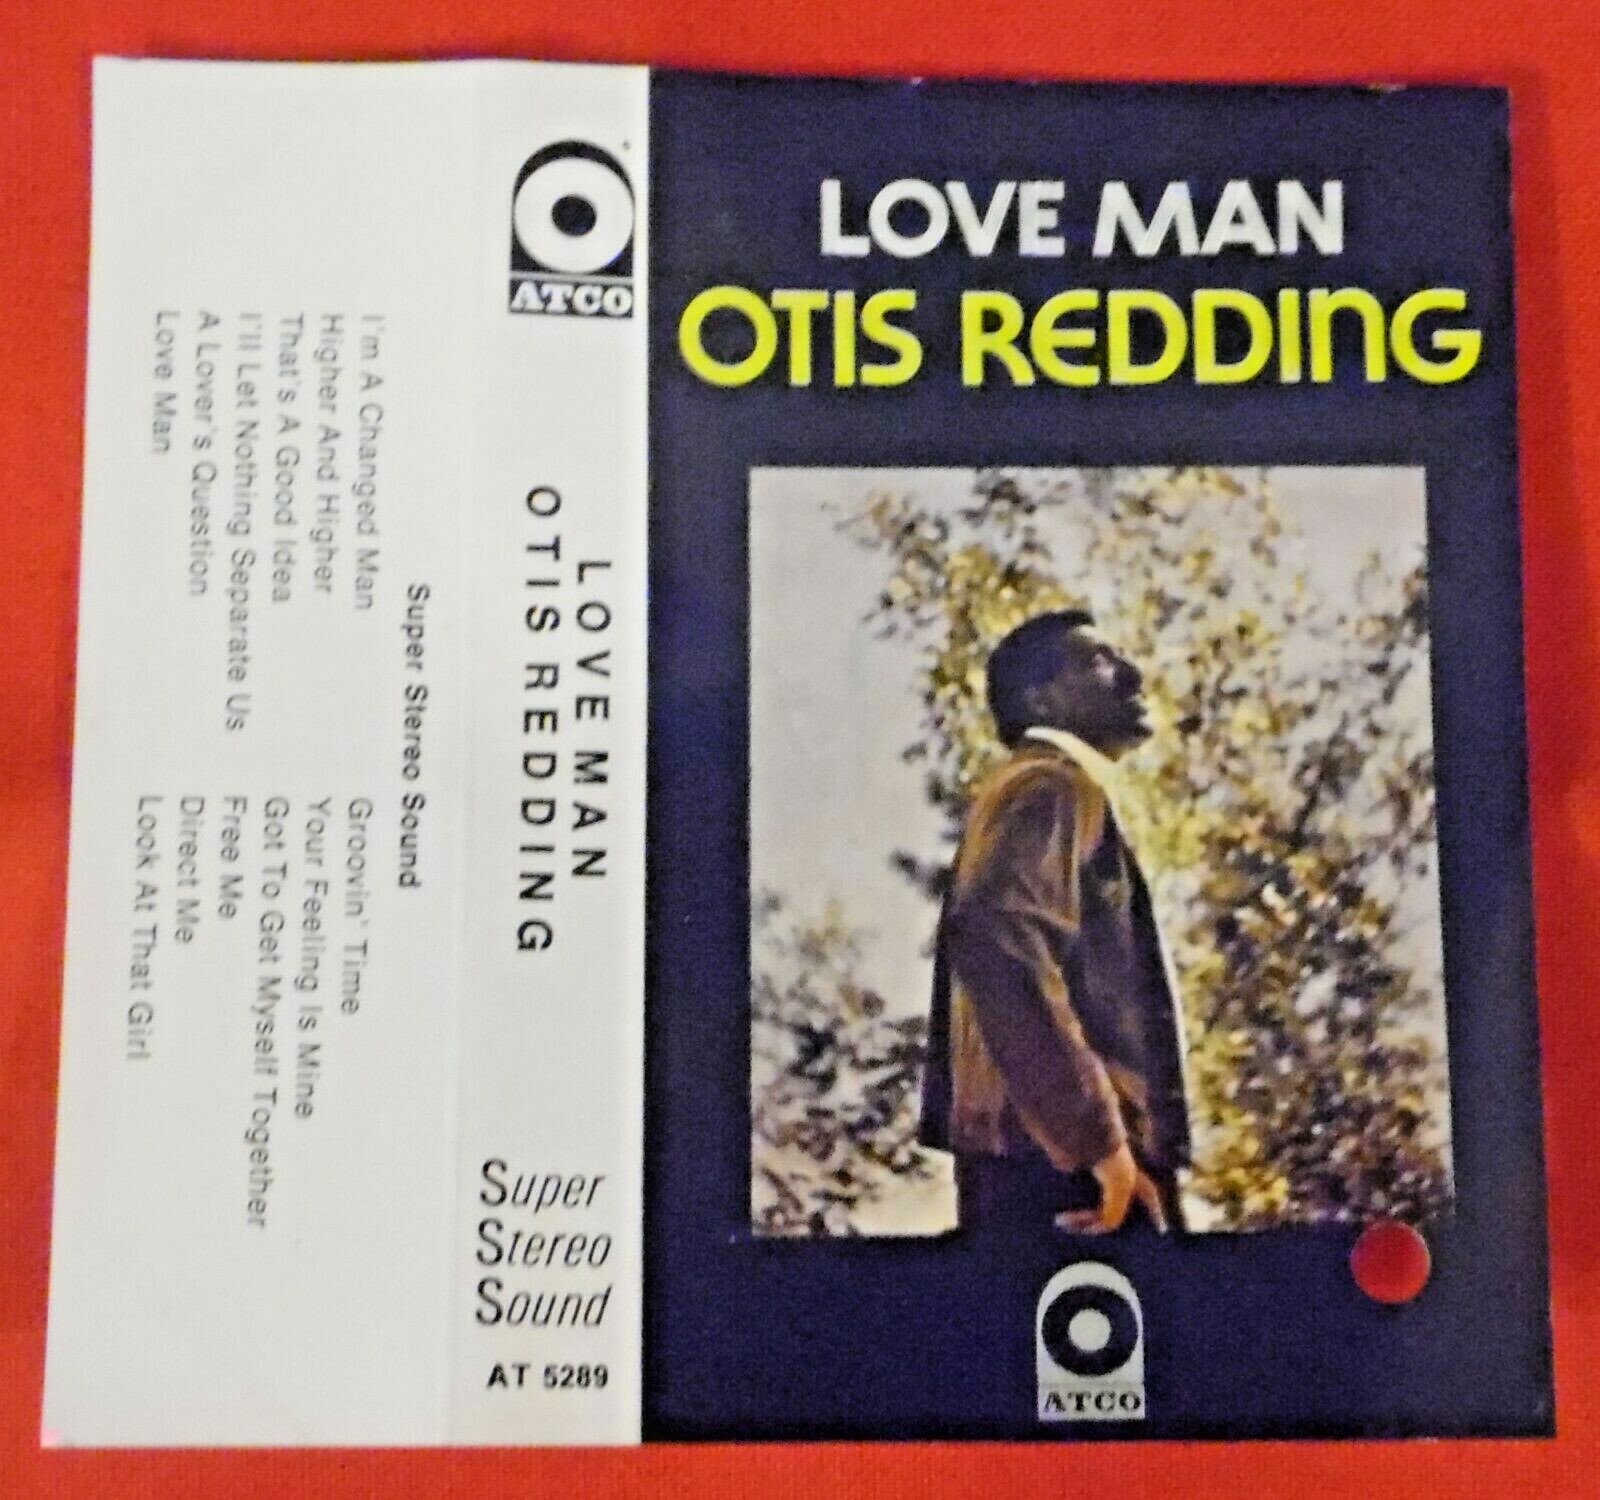 LOVE MAN
OTIS REDDING
ATCO
ATCO
LOVE MAN
OTIS REDDING
Super
Stereo
Sound
AT 5289
Super Stereo Sound
I'm A Changed Man
Higher And Higher
That's A Good Idea
I'll Let Nothing Separate Us
A Lover's Question
Love Man
Groovin' Time
Your Feeling Is Mine
Got To Get Myself Together
Free Me
Direct Me
Look At That Girl